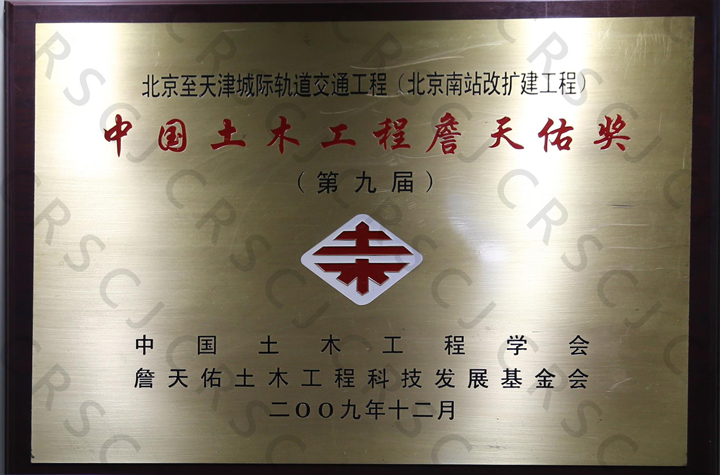 北京至天津城际轨道交通工程（北京南站改扩建工程）
中国土木工程詹天佑奖
（第九届）
中国土木工程学会
詹天佑土木工程科技发展基金会
二〇〇九年十二月
CRSCJ